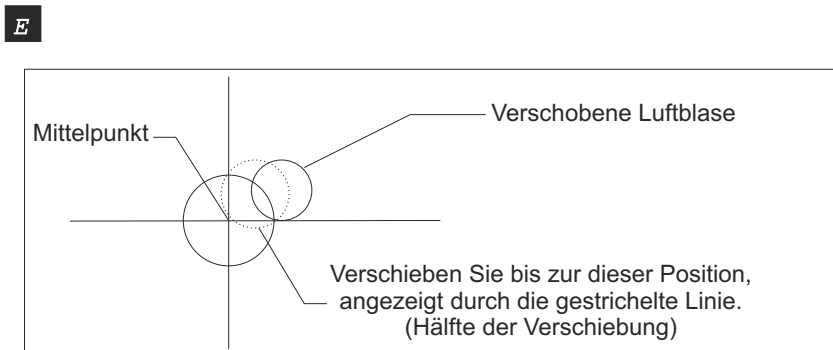 E
Verschobene Luftblase
Mittelpunkt
Verschieben Sie bis zur dieser Position,
angezeigt durch die gestrichelte Linie.
(Hälfte der Verschiebung)